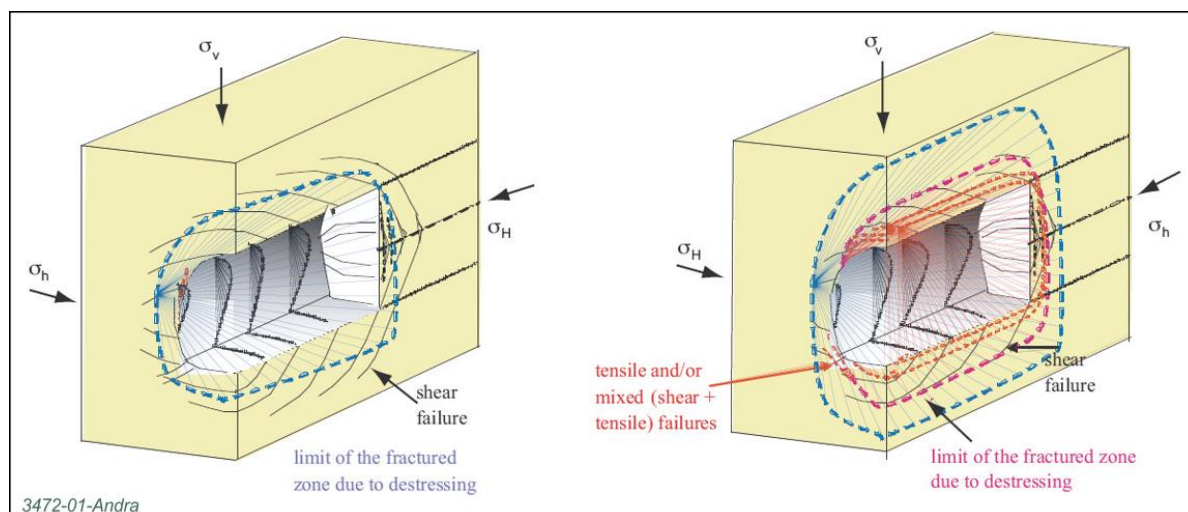 σv
σH
σh
shear
failure
limit of the fractured
zone due to destressing
σv
σH
σh
tensile and/or
mixed (shear +
tensile) failures
shear
failure
limit of the fractured zone
due to destressing
3472-01-Andra